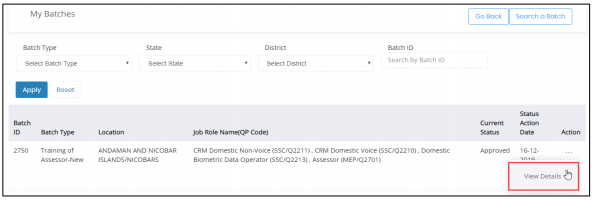 My Batches
Go Back Search a Batch
Batch Type State District Batch ID
Select Batch Type Select State Select District Search by Batch ID
Apply Reset
Batch ID Batch Type Location Job Role Name(QP Code) Current Status Status Action Date Action
2750 Training of ANDAMAN AND NICOBAR CRM Domestic Non-Voice (SSC/Q2211) , CRM Domestic Voice (SSC/Q2210) , Domestic Approved 16-12- ...
Assessor-New ISLANDS/NICOBARS Biometric Data Operator (SSC/Q2213) , Assessor (MEP/Q2701) 2019
View Details